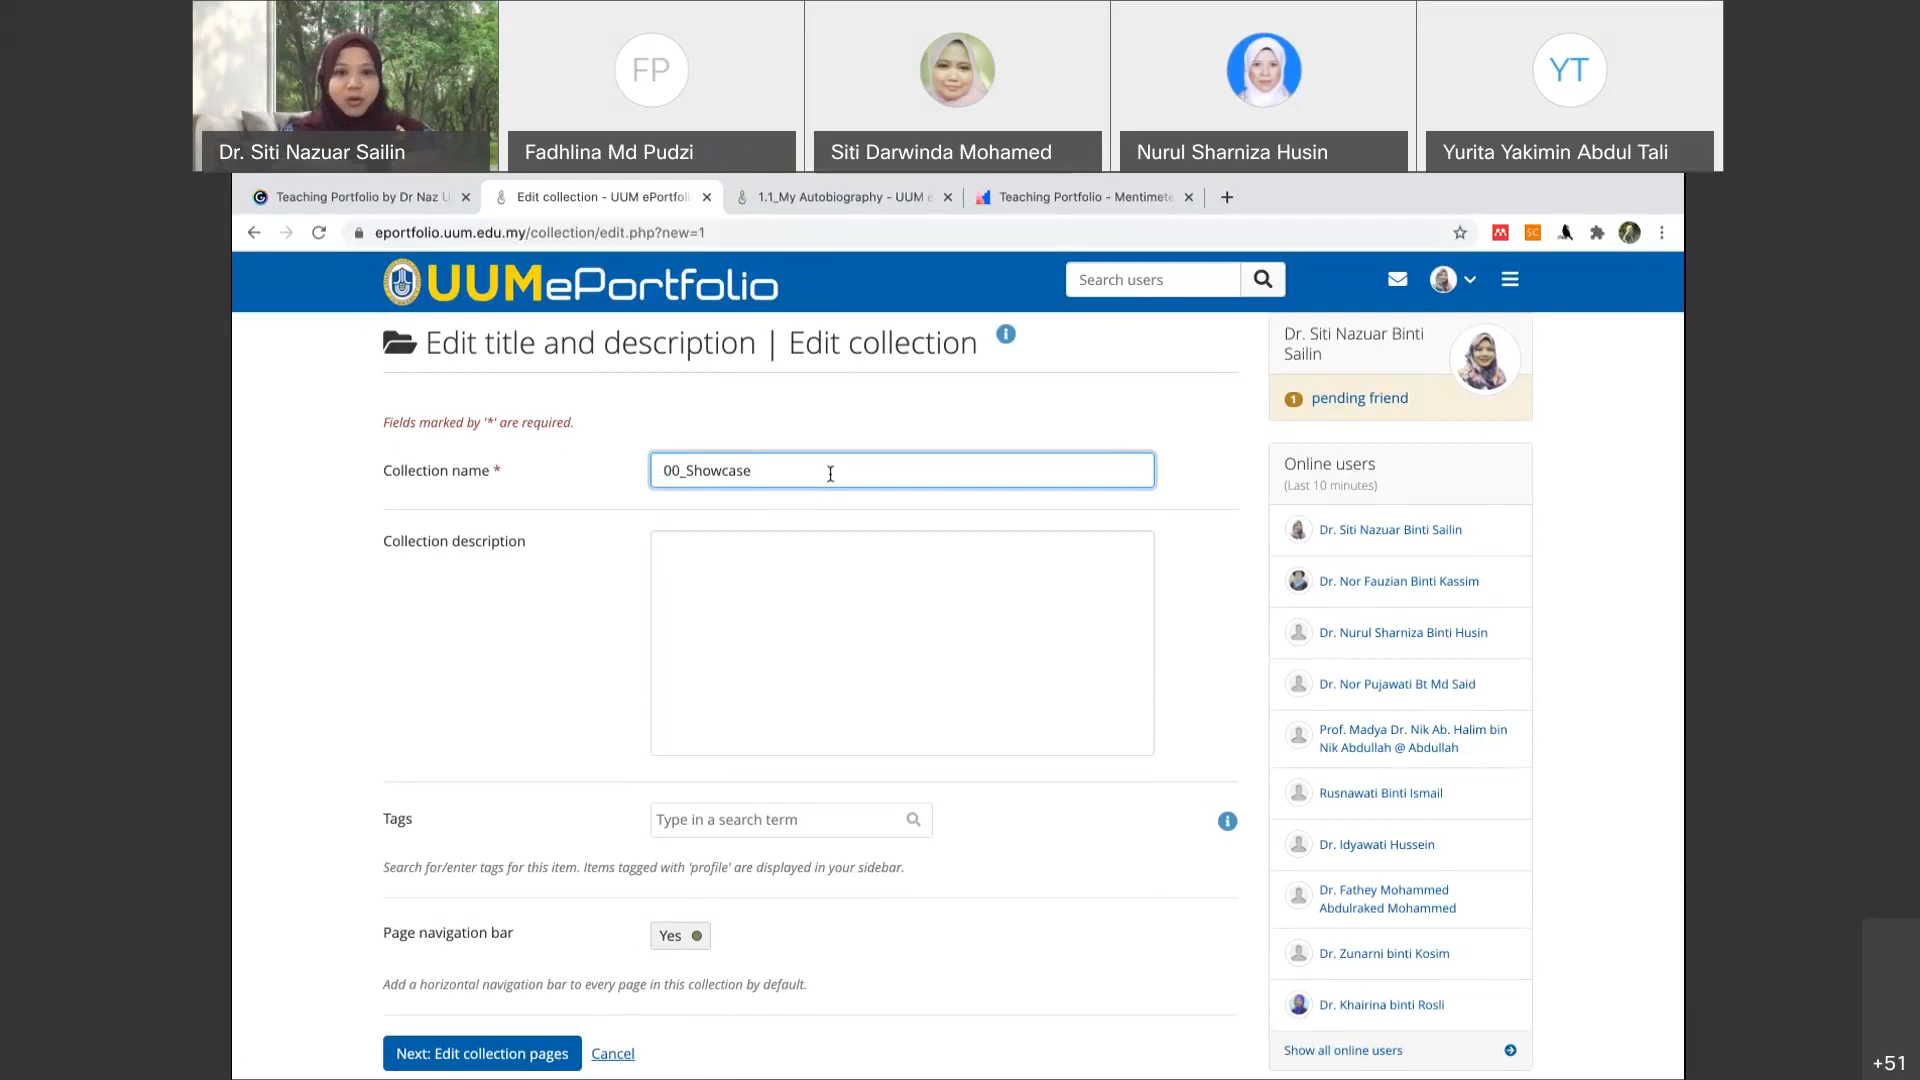 FP
YT
Dr. Siti Nazuar Sailin
Fadhlina Md Pudzi
Siti Darwinda Mohamed
Nurul Sharniza Husin
Yurita Yakimin Abdul Tali
Teaching Portfolio by Dr Naz U
Edit collection - UUM ePortfoli
1.1_My Autobiography - UUM e
Teaching Portfolio - Mentimete
eportfolio.uum.edu.my/collection/edit.php?new=1
SC
UUMePortfolio
Search users
Edit title and description | Edit collection
Fields marked by '*' are required.
Collection name *
00_Showcase
Collection description
Tags
Type in a search term
Search for/enter tags for this item. Items tagged with 'profile' are displayed in your sidebar.
Page navigation bar
Yes
Add a horizontal navigation bar to every page in this collection by default.
Next: Edit collection pages
Cancel
Dr. Siti Nazuar Binti
Sailin
1 pending friend
Online users
(Last 10 minutes)
Dr. Siti Nazuar Binti Sailin
Dr. Nor Fauzian Binti Kassim
Dr. Nurul Sharniza Binti Husin
Dr. Nor Pujawati Bt Md Said
Prof. Madya Dr. Nik Ab. Halim bin
Nik Abdullah @ Abdullah
Rusnawati Binti Ismail
Dr. Idyawati Hussein
Dr. Fathey Mohammed
Abdulraked Mohammed
Dr. Zunarni binti Kosim
Dr. Khairina binti Rosli
Show all online users
+51